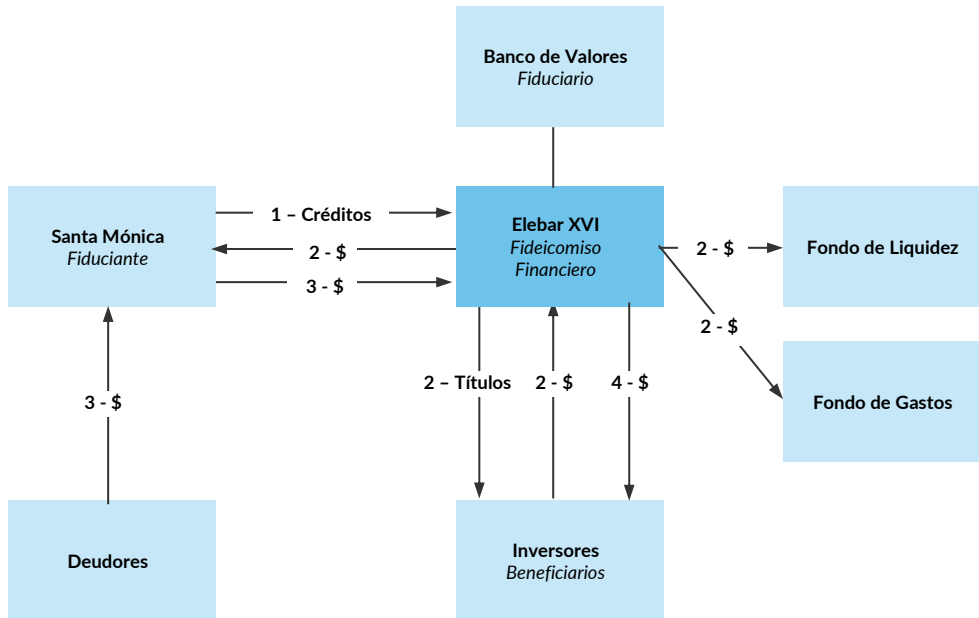 Banco de Valores
Fiduciario
Santa Mónica
Fiduciante
1 – Créditos
2 - $
3 - $
Elebar XVI
Fideicomiso
Financiero
2 - $
Fondo de Liquidez
2 - $
Fondo de Gastos
3 - $
2 – Títulos
2 - $
4 - $
Deudores
Inversores
Beneficiarios